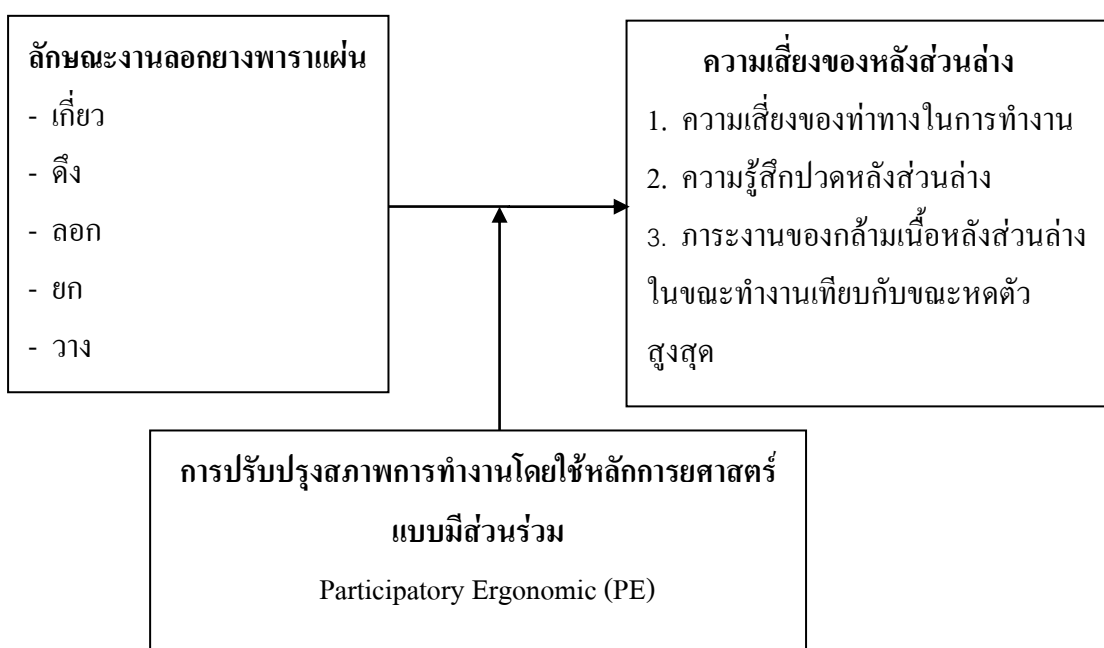 ลักษณะงานลอกยางพาราแผ่น
- เกี่ยว
- ดึง
- ลอก
- ยก
- วาง
ความเสี่ยงของหลังส่วนล่าง
1. ความเสี่ยงของท่าทางในการทำงาน
2. ความรู้สึกปวดหลังส่วนล่าง
3. ภาระงานของกล้ามเนื้อหลังส่วนล่าง
ในขณะทำงานเทียบกับขณะหดตัว
สูงสุด
การปรับปรุงสภาพการทำงานโดยใช้หลักการยศาสตร์
แบบมีส่วนร่วม
Participatory Ergonomic (PE)